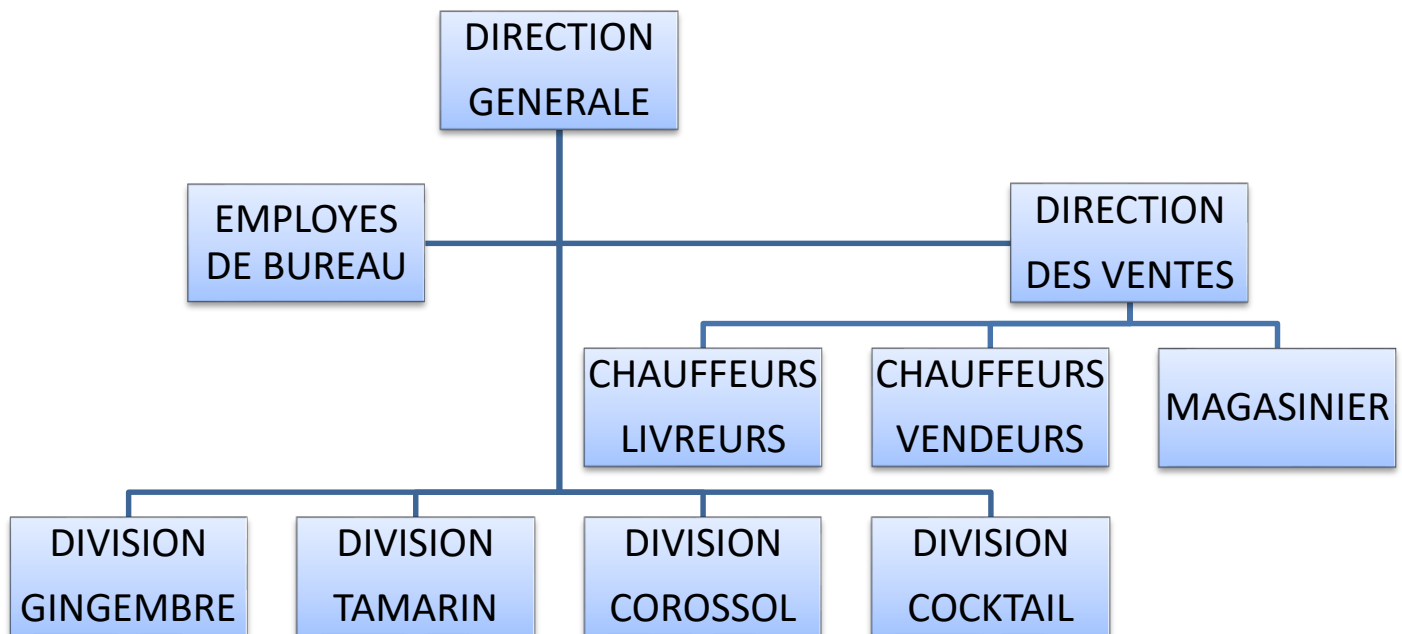 DIRECTION
GENERALE
EMPLOYES
DE BUREAU
DIRECTION
DES VENTES
CHAUFFEURS
LIVREURS
CHAUFFEURS
VENDEURS
MAGASINIER
DIVISION
GINGEMBRE
DIVISION
TAMARIN
DIVISION
COROSSOL
DIVISION
COCKTAIL